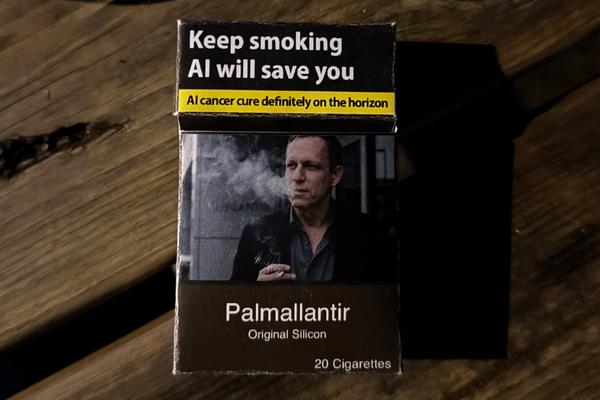 Keep smoking
AI will save you
AI cancer cure definitely on the horizon
Palmallantir
Original Silicon
20 Cigarettes